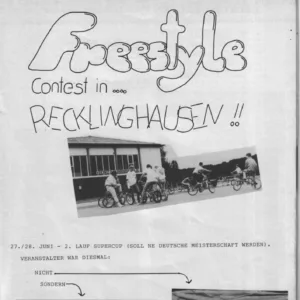 Freestyle
Contest in ....
RECKLINGHAUSEN !!
27./28. JUNI - 2. LAUF SUPERCUP (SOLL NE DEUTSCHE MEISTERSCHAFT WERDEN).
VERANSTALTER WAR DIESMAL:
NICHT
SONDERN